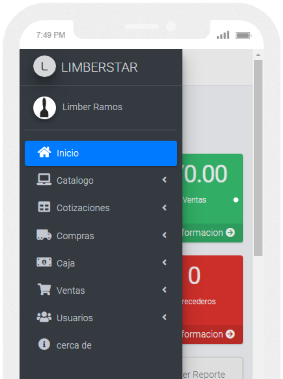 7:49 PM
L LIMBERSTAR
Limber Ramos
Inicio
Catalogo
Cotizaciones
Compras
Caja
Ventas
Usuarios
cerca de
0.00
Ventas
formacion
0
recederos
formacion
er Reporte